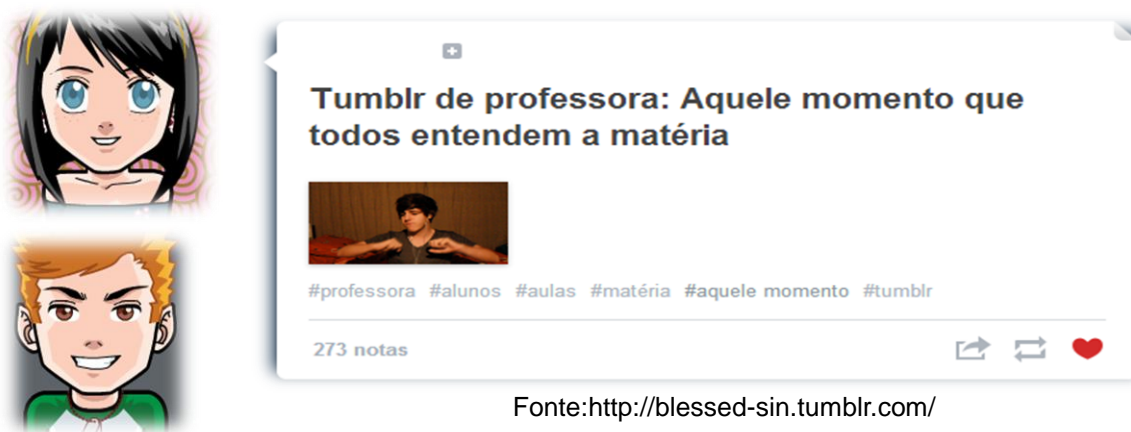 Tumblr de professora: Aquele momento que
todos entendem a matéria
#professora #alunos #aulas #matéria #aquele momento #tumblr
273 notas
Fonte:http://blessed-sin.tumblr.com/